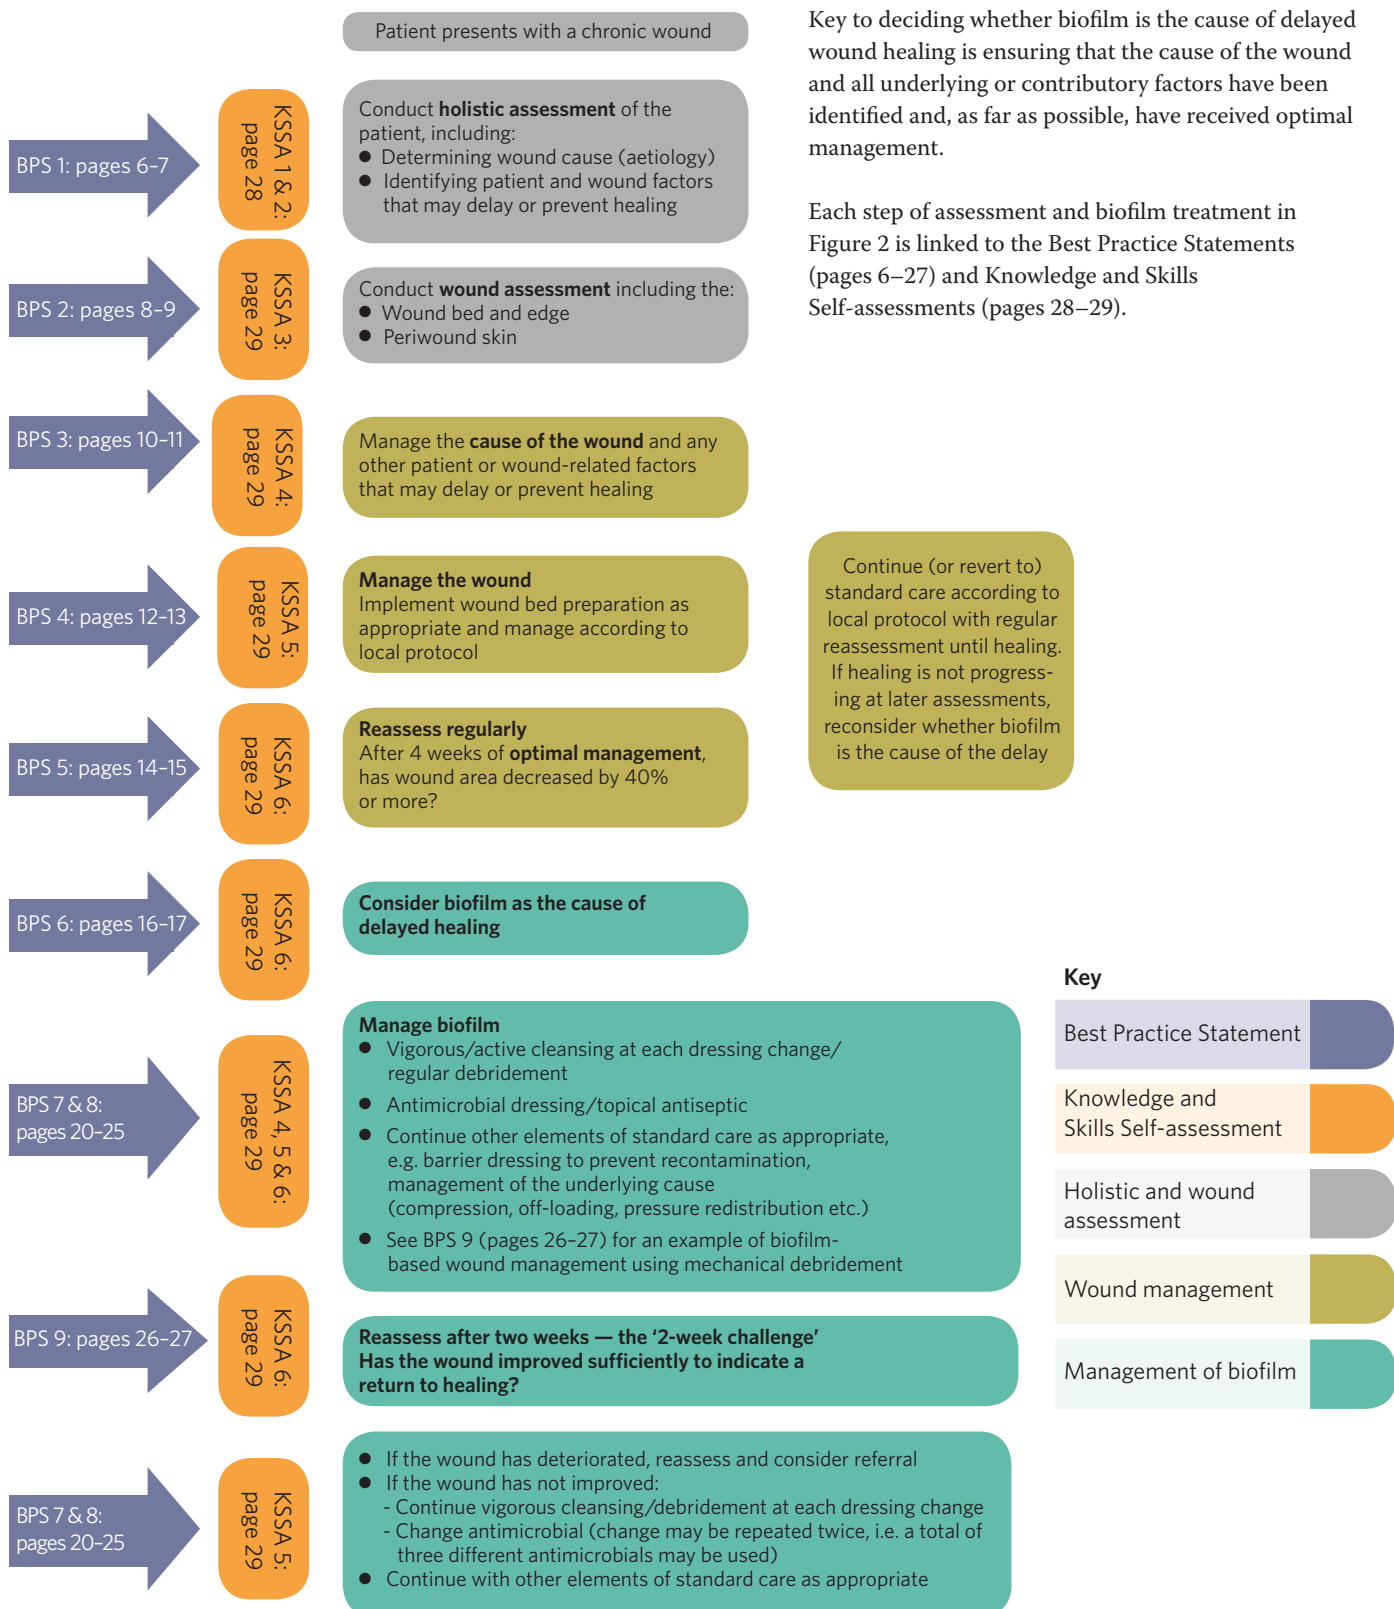 Patient presents with a chronic wound
Key to deciding whether biofilm is the cause of delayed
wound healing is ensuring that the cause of the wound
and all underlying or contributory factors have been
identified and, as far as possible, have received optimal
management.
Each step of assessment and biofilm treatment in
Figure 2 is linked to the Best Practice Statements
(pages 6–27) and Knowledge and Skills
Self-assessments (pages 28–29).
BPS 1: pages 6–7
KSSA 1 & 2:
page 28
Conduct holistic assessment of the
patient, including:
● Determining wound cause (aetiology)
● Identifying patient and wound factors
that may delay or prevent healing
BPS 2: pages 8–9
KSSA 3:
page 29
Conduct wound assessment including the:
● Wound bed and edge
● Periwound skin
BPS 3: pages 10–11
KSSA 4:
page 29
Manage the cause of the wound and any
other patient or wound-related factors
that may delay or prevent healing
BPS 4: pages 12–13
KSSA 5:
page 29
Manage the wound
Implement wound bed preparation as
appropriate and manage according to
local protocol
Continue (or revert to)
standard care according to
local protocol with regular
reassessment until healing.
If healing is not progress-
ing at later assessments,
reconsider whether biofilm
is the cause of the delay
BPS 5: pages 14–15
KSSA 6:
page 29
Reassess regularly
After 4 weeks of optimal management,
has wound area decreased by 40%
or more?
BPS 6: pages 16–17
KSSA 6:
page 29
Consider biofilm as the cause of
delayed healing
BPS 7 & 8:
pages 20–25
KSSA 4, 5 & 6:
page 29
Manage biofilm
● Vigorous/active cleansing at each dressing change/
regular debridement
● Antimicrobial dressing/topical antiseptic
● Continue other elements of standard care as appropriate,
e.g. barrier dressing to prevent recontamination,
management of the underlying cause
(compression, off-loading, pressure redistribution etc.)
● See BPS 9 (pages 26–27) for an example of biofilm-
based wound management using mechanical debridement
BPS 9: pages 26–27
KSSA 6:
page 29
Reassess after two weeks — the ‘2-week challenge’
Has the wound improved sufficiently to indicate a
return to healing?
BPS 7 & 8:
pages 20–25
KSSA 5:
page 29
● If the wound has deteriorated, reassess and consider referral
● If the wound has not improved:
- Continue vigorous cleansing/debridement at each dressing change
- Change antimicrobial (change may be repeated twice, i.e. a total of
three different antimicrobials may be used)
● Continue with other elements of standard care as appropriate
Key
Best Practice Statement
Knowledge and
Skills Self-assessment
Holistic and wound
assessment
Wound management
Management of biofilm